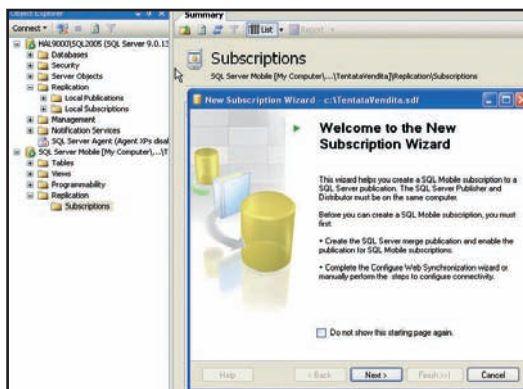 Object Explorer
Connect
HAL9000\SQL2005 (SQL Server 9.0.13
Databases
Security
Server Objects
Replication
Local Publications
Local Subscriptions
Management
Notification Services
SQL Server Agent (Agent XPs disal
SQL Server Mobile [My Computer\,...\T
Tables
Views
Programmability
Replication
Subscriptions
Summary
List
Report
Subscriptions
SQL Server Mobile [My Computer\,...\TentataVendita]\Replication\Subscriptions
New Subscription Wizard - c:\TentataVendita.sdf
Welcome to the New
Subscription Wizard
This wizard helps you create a SQL Mobile subscription to a
SQL Server publication. The SQL Server Publisher and
Distributor must be on the same computer.
Before you can create a SQL Mobile subscription, you must
first:
• Create the SQL Server merge publication and enable the
publication for SQL Mobile subscriptions.
• Complete the Configure Web Synchronization wizard or
manually perform the steps to configure connectivity.
Do not show this starting page again.
Help
< Back
Next >
Finish >>|
Cancel